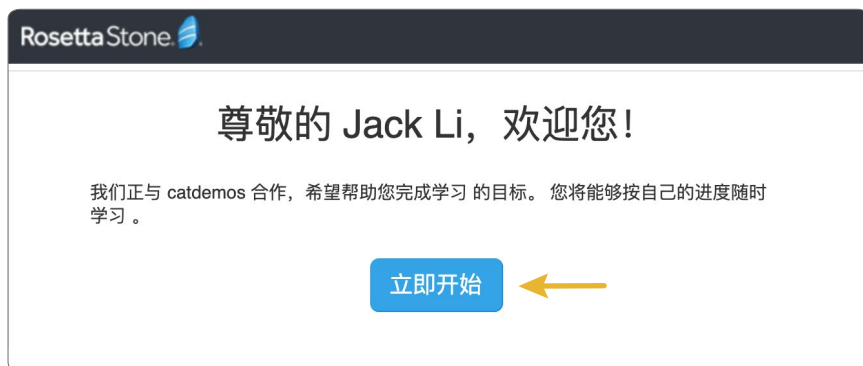 RosettaStone.
尊敬的 Jack Li，欢迎您！
我们正与 catdemos 合作，希望帮助您完成学习 的目标。 您将能够按自己的进度随时
学习 。
立即开始